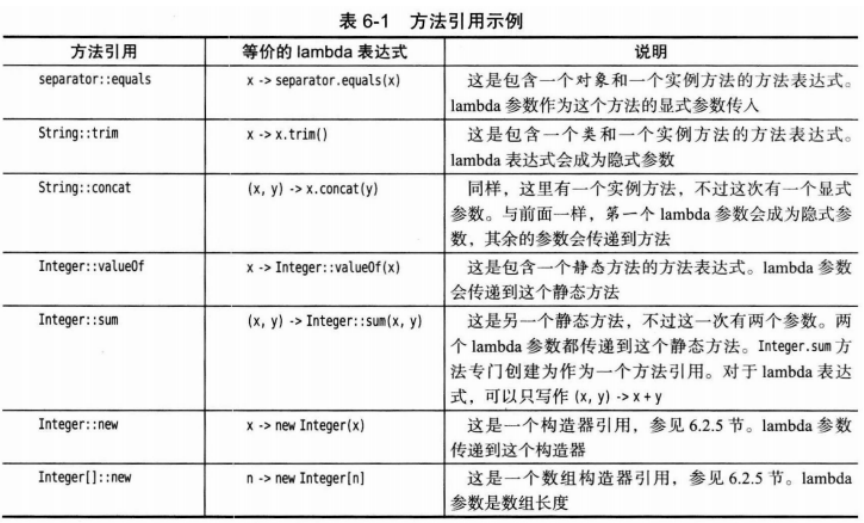 表 6-1 方法引用示例
方法引用 等价的 lambda 表达式 说明
separator::equals x -> separator.equals(x) 这是包含一个对象和一个实例方法的方法表达式。
lambda 参数作为这个方法的显式参数传入
String::trim x -> x.trim() 这是包含一个类和一个实例方法的方法表达式。
lambda 表达式会成为隐式参数
String::concat (x, y) -> x.concat(y) 同样，这里有一个实例方法，不过这次有一个显式
参数。与前面一样，第一个 lambda 参数会成为隐式参
数，其余的参数会传递到方法
Integer::valueOf x -> Integer::valueOf(x) 这是包含一个静态方法的方法表达式。lambda 参数
会传递到这个静态方法
Integer::sum (x, y) -> Integer::sum(x, y) 这是另一个静态方法，不过这一次有两个参数。两
个 lambda 参数都传递到这个静态方法。Integer.sum 方
法专门创建为作为一个方法引用。对于 lambda 表达
式，可以只写作 (x, y) -> x + y
Integer::new x -> new Integer(x) 这是一个构造器引用，参见 6.2.5 节。lambda 参数
传递到这个构造器
Integer[]::new n -> new Integer[n] 这是一个数组构造器引用，参见 6.2.5 节。lambda
参数是数组长度